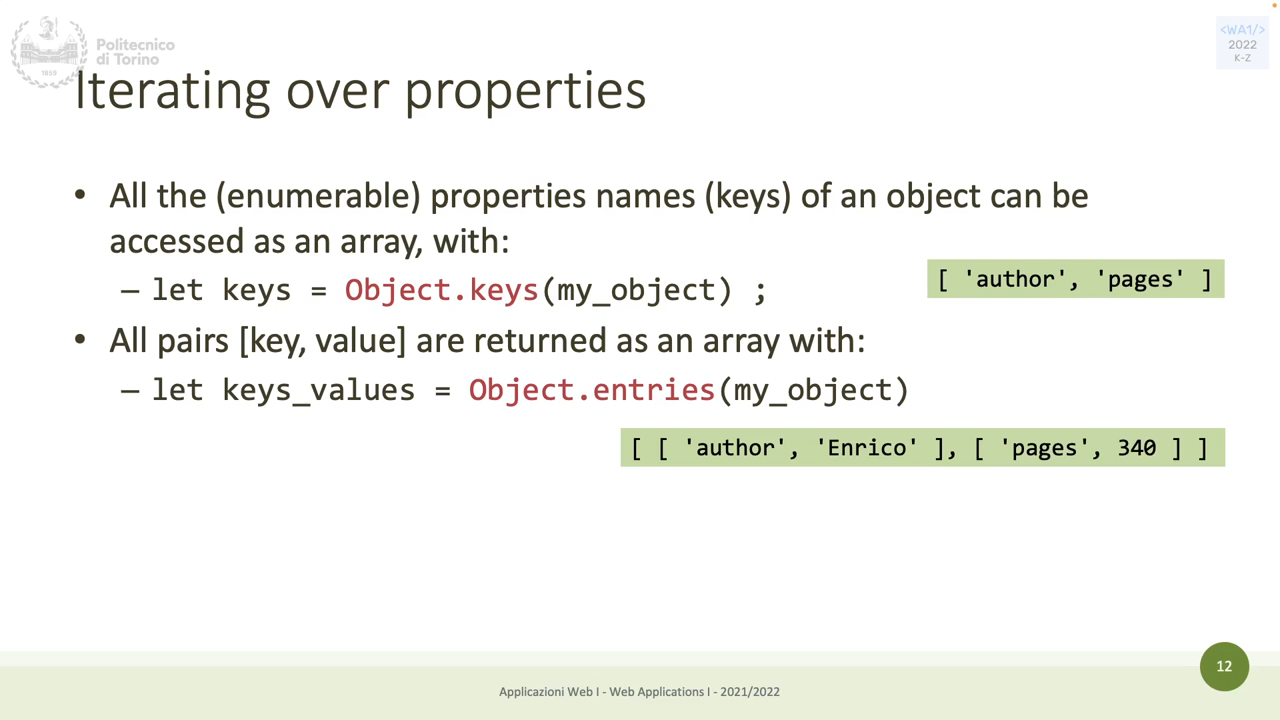 Politecnico
di Torino
1859
<WA1/>
2022
K-Z
Iterating over properties
• All the (enumerable) properties names (keys) of an object can be
accessed as an array, with:
– let keys = Object.keys(my_object) ;
[ 'author', 'pages' ]
• All pairs [key, value] are returned as an array with:
– let keys_values = Object.entries(my_object)
[ [ 'author', 'Enrico' ], [ 'pages', 340 ] ]
12
Applicazioni Web I - Web Applications I - 2021/2022